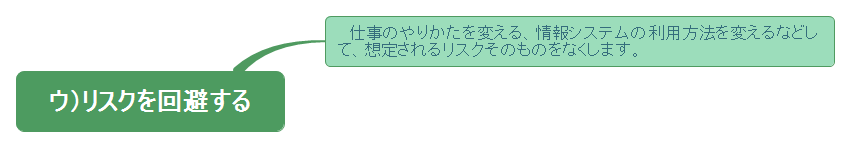 仕事のやりかたを変える、情報システムの利用方法を変えるなどし
て、想定されるリスクそのものをなくします。
ウ)リスクを回避する